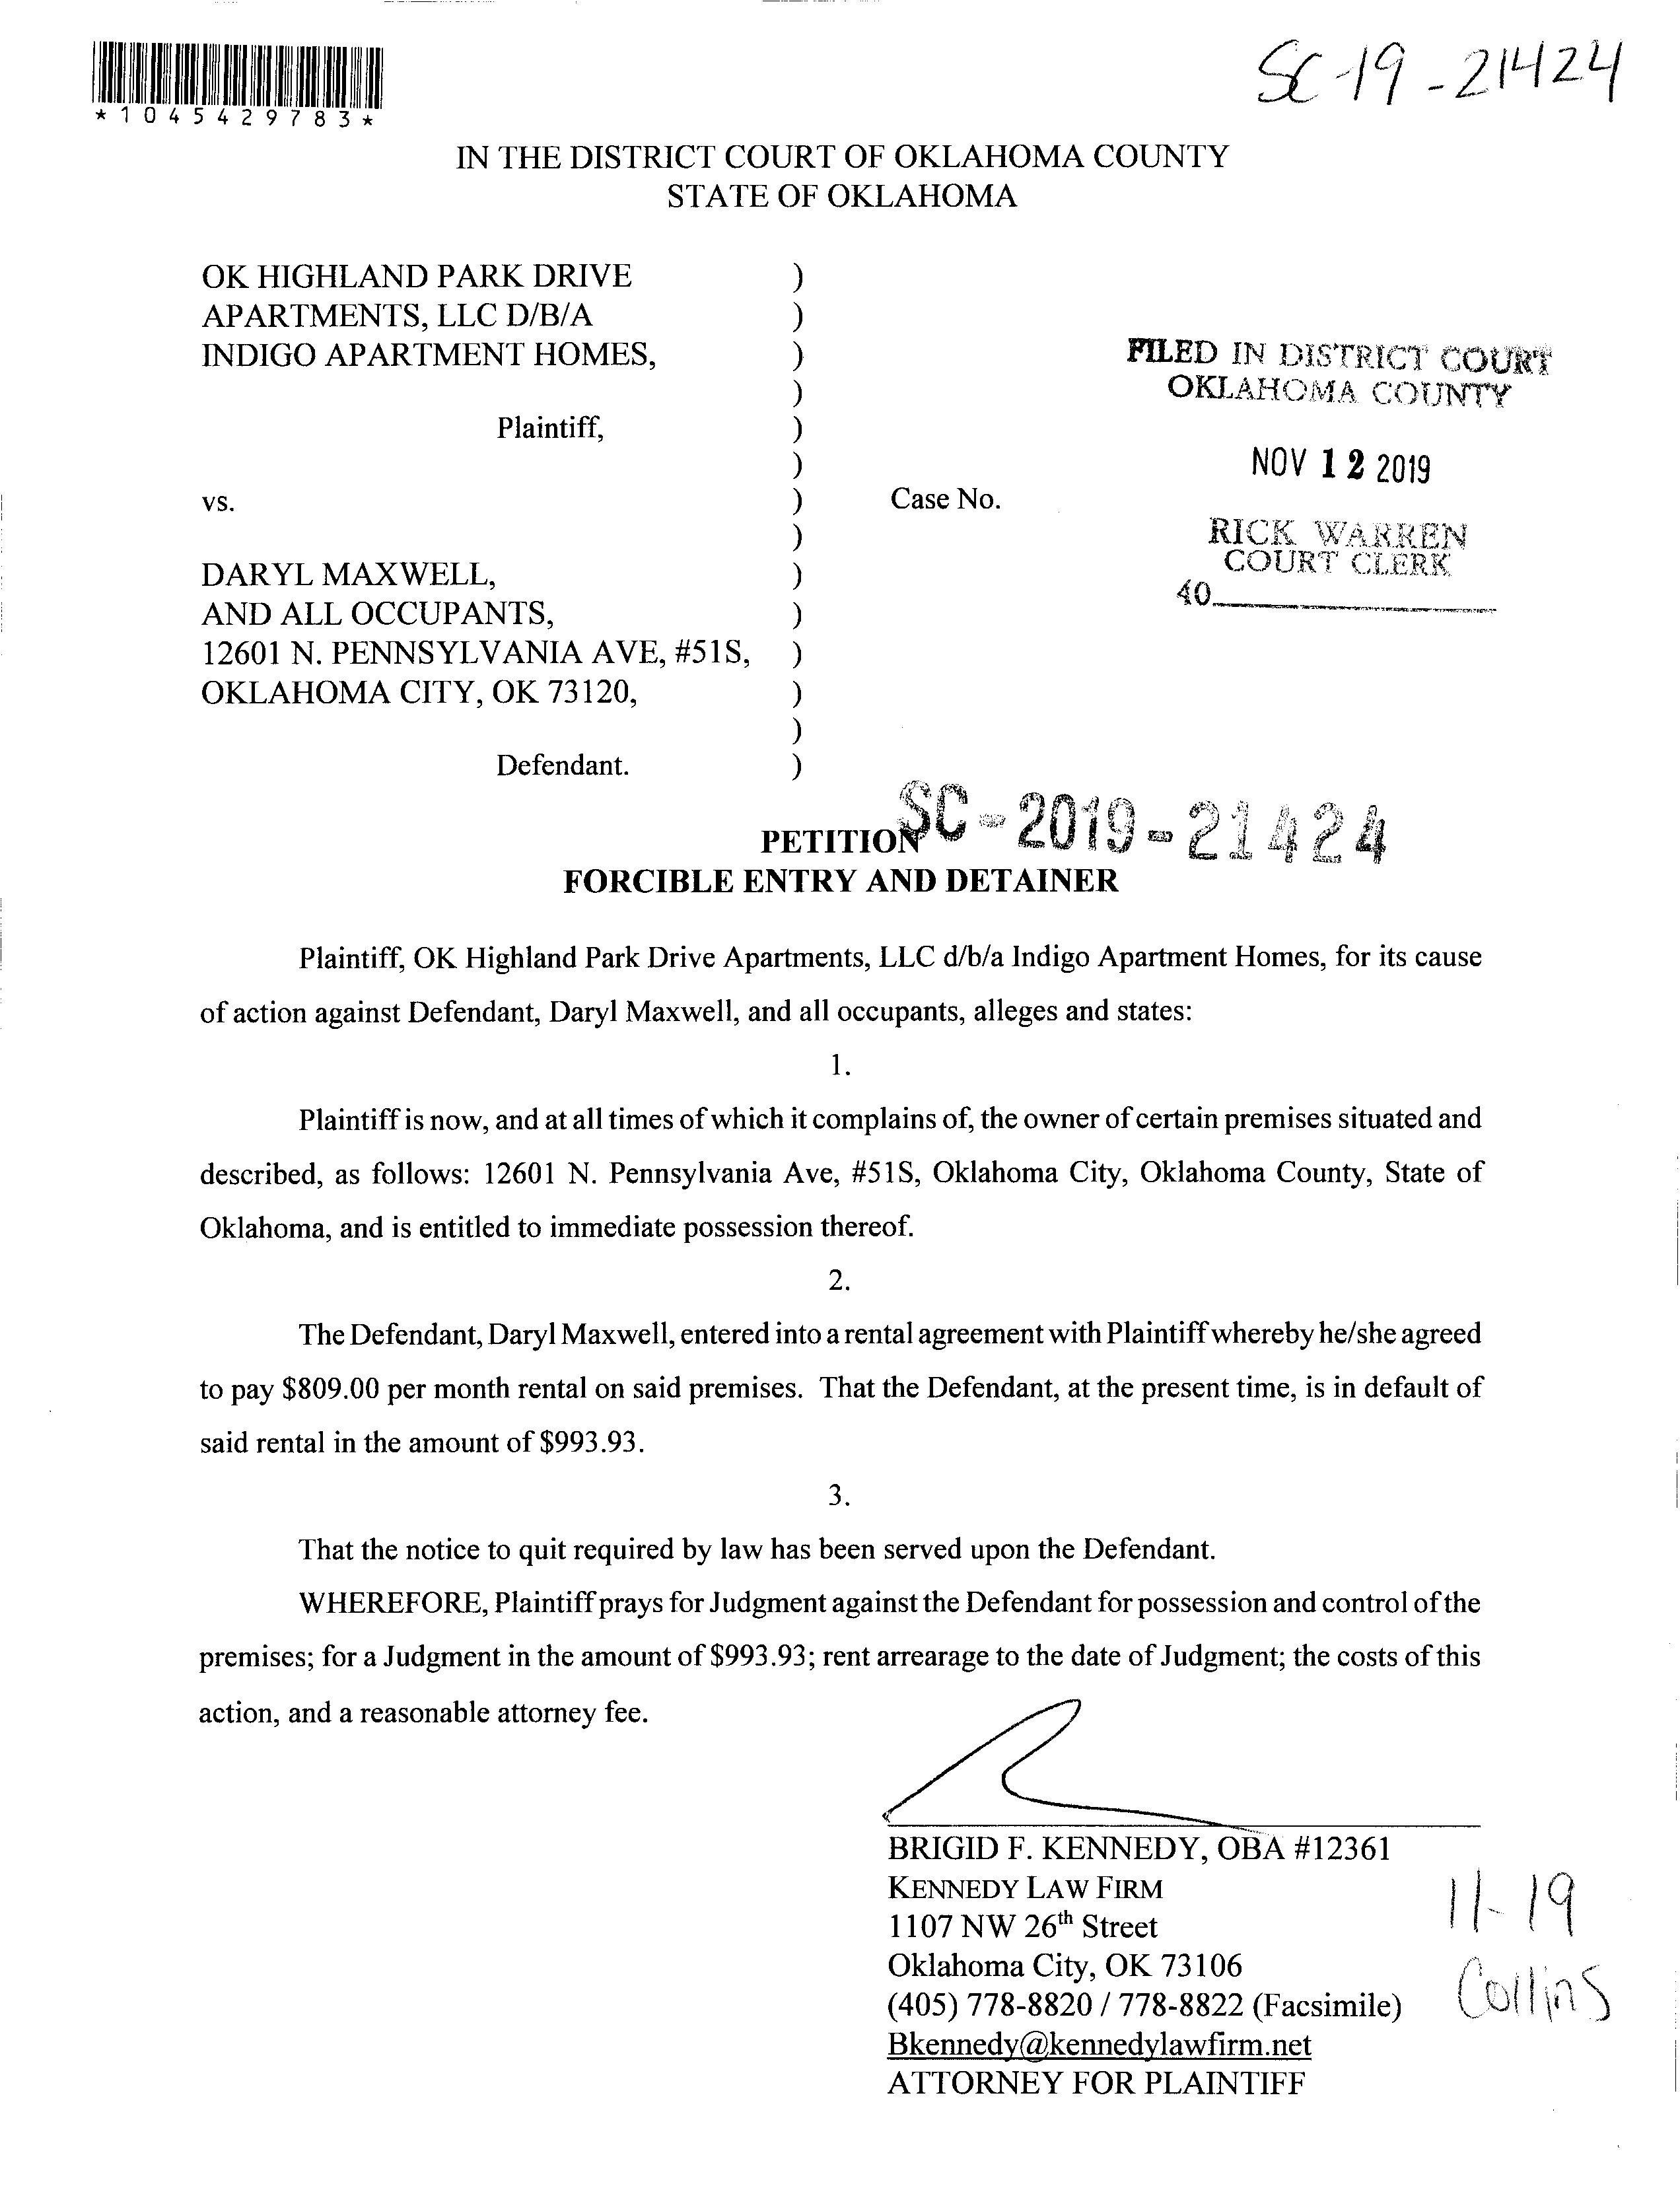 *1045429783*
SC-19-21424
IN THE DISTRICT COURT OF OKLAHOMA COUNTY
STATE OF OKLAHOMA
OK HIGHLAND PARK DRIVE )
APARTMENTS, LLC D/B/A )
INDIGO APARTMENT HOMES, )
)
Plaintiff, )
)
vs. ) Case No.
)
DARYL MAXWELL, )
AND ALL OCCUPANTS, )
12601 N. PENNSYLVANIA AVE, #51S, )
OKLAHOMA CITY, OK 73120, )
)
Defendant. )
FILED IN DISTRICT COURT
OKLAHOMA COUNTY
NOV 12 2019
RICK WARREN
COURT CLERK
40
SC-2019-21424
PETITION
FORCIBLE ENTRY AND DETAINER
Plaintiff, OK Highland Park Drive Apartments, LLC d/b/a Indigo Apartment Homes, for its cause
of action against Defendant, Daryl Maxwell, and all occupants, alleges and states:
1.
Plaintiff is now, and at all times of which it complains of, the owner of certain premises situated and
described, as follows: 12601 N. Pennsylvania Ave, #51S, Oklahoma City, Oklahoma County, State of
Oklahoma, and is entitled to immediate possession thereof.
2.
The Defendant, Daryl Maxwell, entered into a rental agreement with Plaintiff whereby he/she agreed
to pay $809.00 per month rental on said premises. That the Defendant, at the present time, is in default of
said rental in the amount of $993.93.
3.
That the notice to quit required by law has been served upon the Defendant.
WHEREFORE, Plaintiff prays for Judgment against the Defendant for possession and control of the
premises; for a Judgment in the amount of $993.93; rent arrearage to the date of Judgment; the costs of this
action, and a reasonable attorney fee.
BRIGID F. KENNEDY, OBA #12361
KENNEDY LAW FIRM
1107 NW 26th Street
Oklahoma City, OK 73106
(405) 778-8820 / 778-8822 (Facsimile)
Bkennedy@kennedylawfirm.net
ATTORNEY FOR PLAINTIFF
11-19
Collins